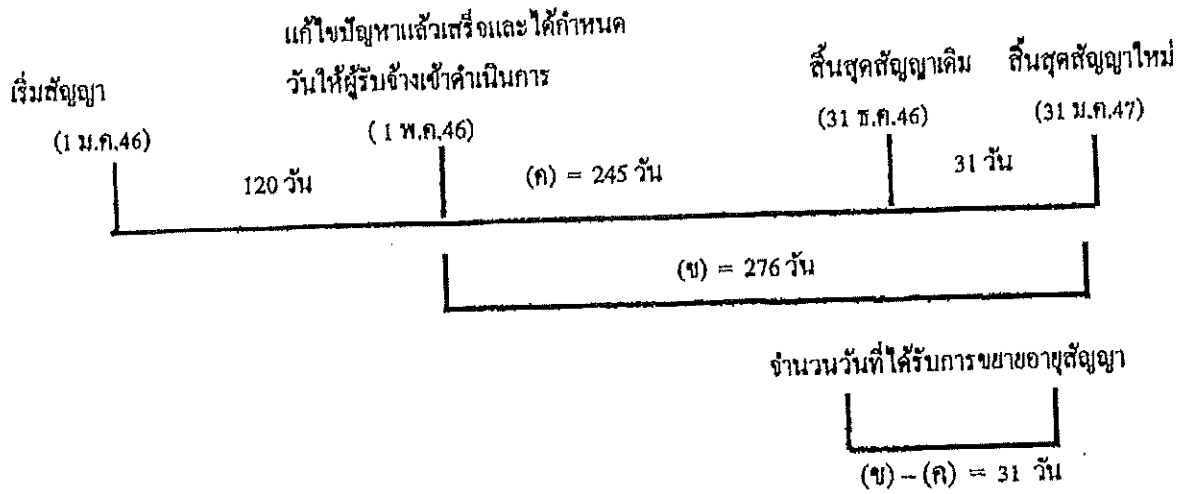 แก้ไขปัญหาแล้วเสร็จและได้กำหนด
วันให้ผู้รับจ้างเข้าดำเนินการ
(1 พ.ค.46)
เริ่มสัญญา
(1 ม.ค.46)
สิ้นสุดสัญญาเดิม
(31 ธ.ค.46)
สิ้นสุดสัญญาใหม่
(31 ม.ค.47)
120 วัน
(ค) = 245 วัน
31 วัน
(ข) = 276 วัน
จำนวนวันที่ได้รับการขยายอายุสัญญา
(ข) – (ค) = 31 วัน